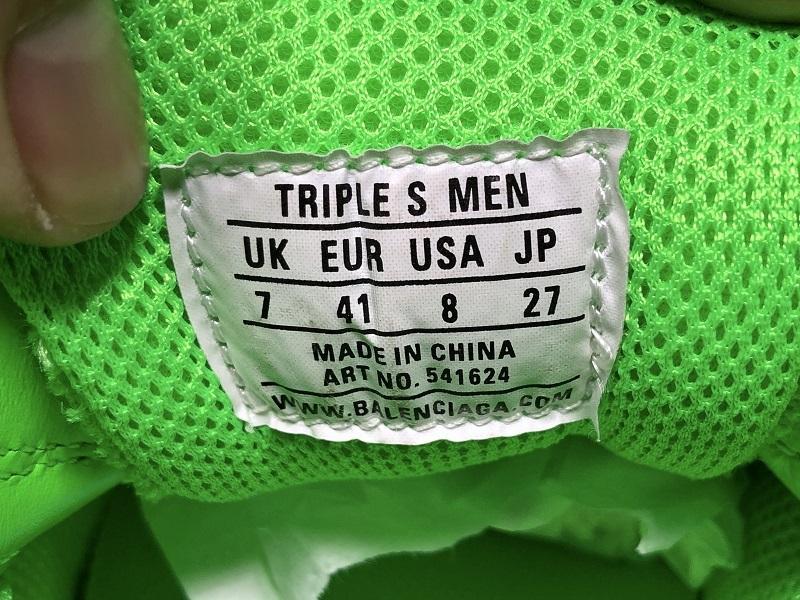 TRIPLE S MEN
UK EUR USA JP
7 41 8 27
MADE IN CHINA
ART NO. 541624
WWW.BALENCIAGA.COM